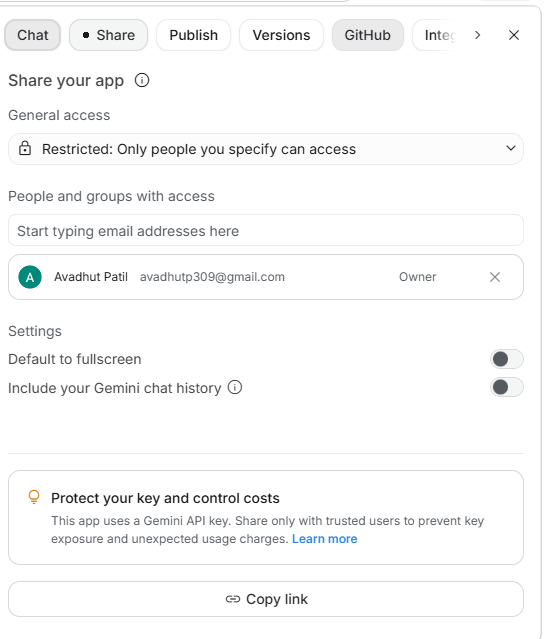 Chat Share Publish Versions GitHub Integ
Share your app
General access
Restricted: Only people you specify can access
People and groups with access
Start typing email addresses here
A Avadhut Patil avadhutp309@gmail.com Owner
Settings
Default to fullscreen
Include your Gemini chat history
Protect your key and control costs
This app uses a Gemini API key. Share only with trusted users to prevent key
exposure and unexpected usage charges. Learn more
Copy link